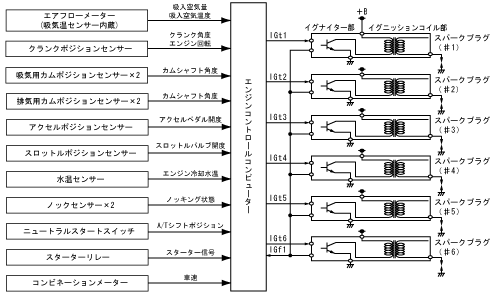 エアフローメーター
(吸気温センサー内蔵)
吸入空気量
吸入空気温度
クランクポジションセンサー
クランク角度
エンジン回転
吸気用カムポジションセンサー×2
カムシャフト角度
排気用カムポジションセンサー×2
カムシャフト角度
アクセルポジションセンサー
アクセルペダル開度
スロットルポジションセンサー
スロットルバルブ開度
水温センサー
エンジン冷却水温
ノックセンサー×2
ノッキング状態
ニュートラルスタートスイッチ
A/Tシフトポジション
スターターリレー
スターター信号
コンビネーションメーター
車速
エンジンコントロールコンピューター
+B
イグナイター部
イグニッションコイル部
IGt1
スパークプラグ
(♯1)
IGt2
スパークプラグ
(♯2)
IGt3
スパークプラグ
(♯3)
IGt4
スパークプラグ
(♯4)
IGt5
スパークプラグ
(♯5)
IGt6
IGf1
スパークプラグ
(♯6)